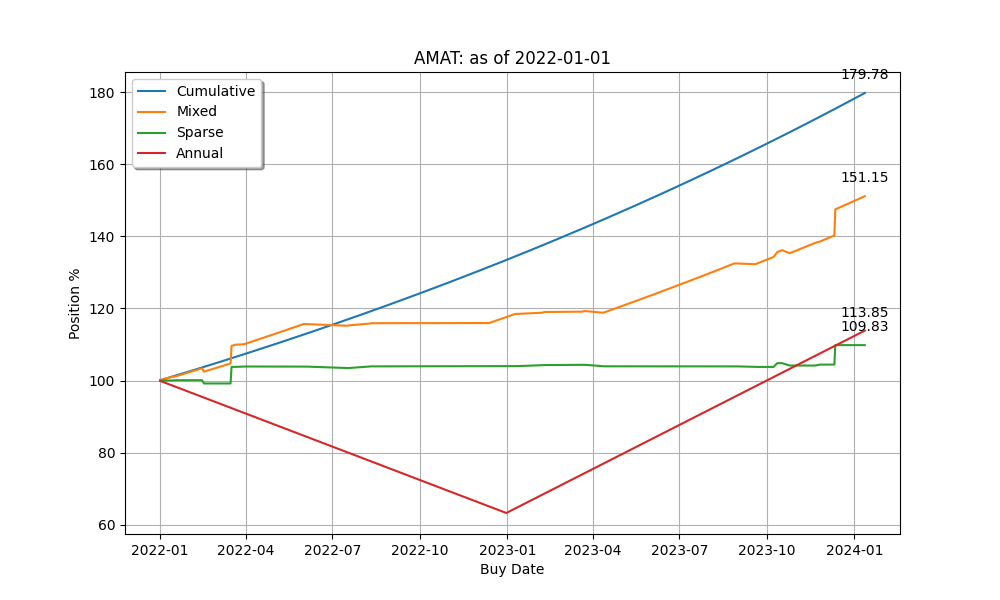 AMAT: as of 2022-01-01
Cumulative
Mixed
Sparse
Annual
179.78
151.15
113.85
109.83
180
160
140
120
100
80
60
Position %
2022-01 2022-04 2022-07 2022-10 2023-01 2023-04 2023-07 2023-10 2024-01
Buy Date